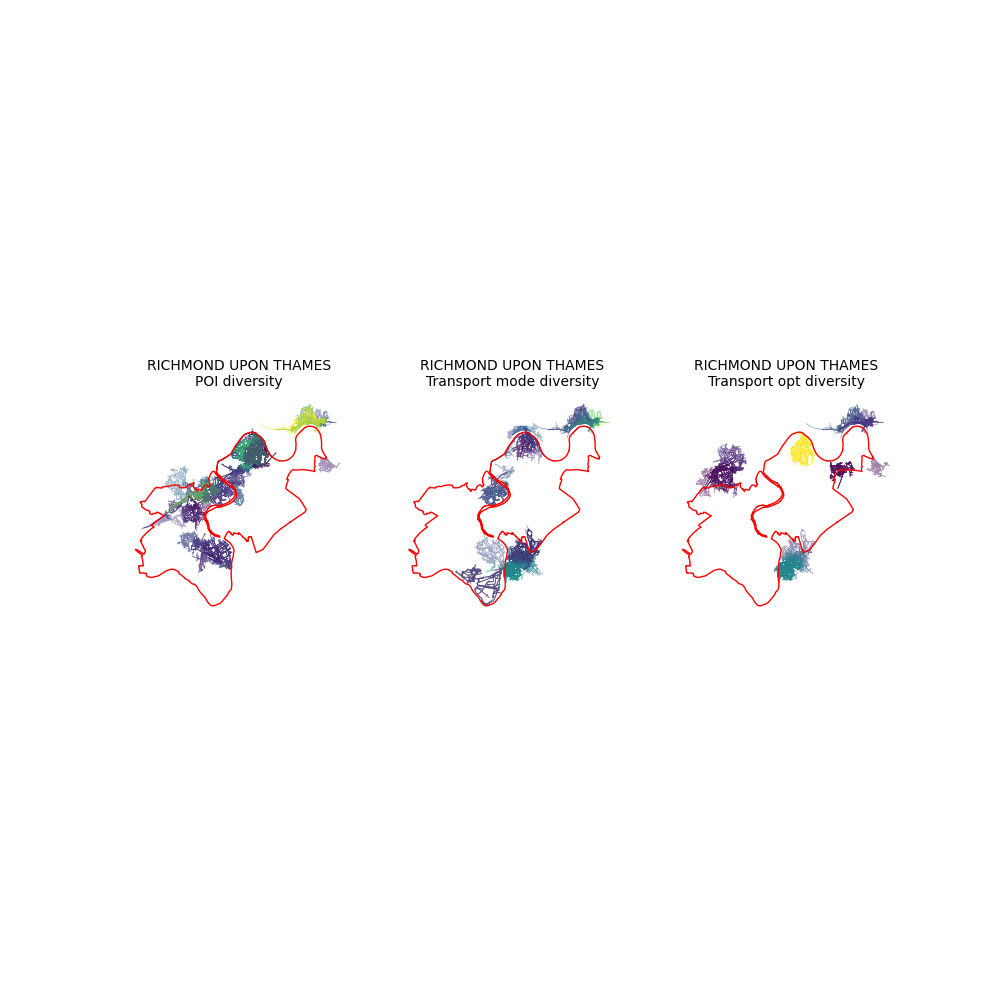 RICHMOND UPON THAMES
POI diversity
RICHMOND UPON THAMES
Transport mode diversity
RICHMOND UPON THAMES
Transport opt diversity